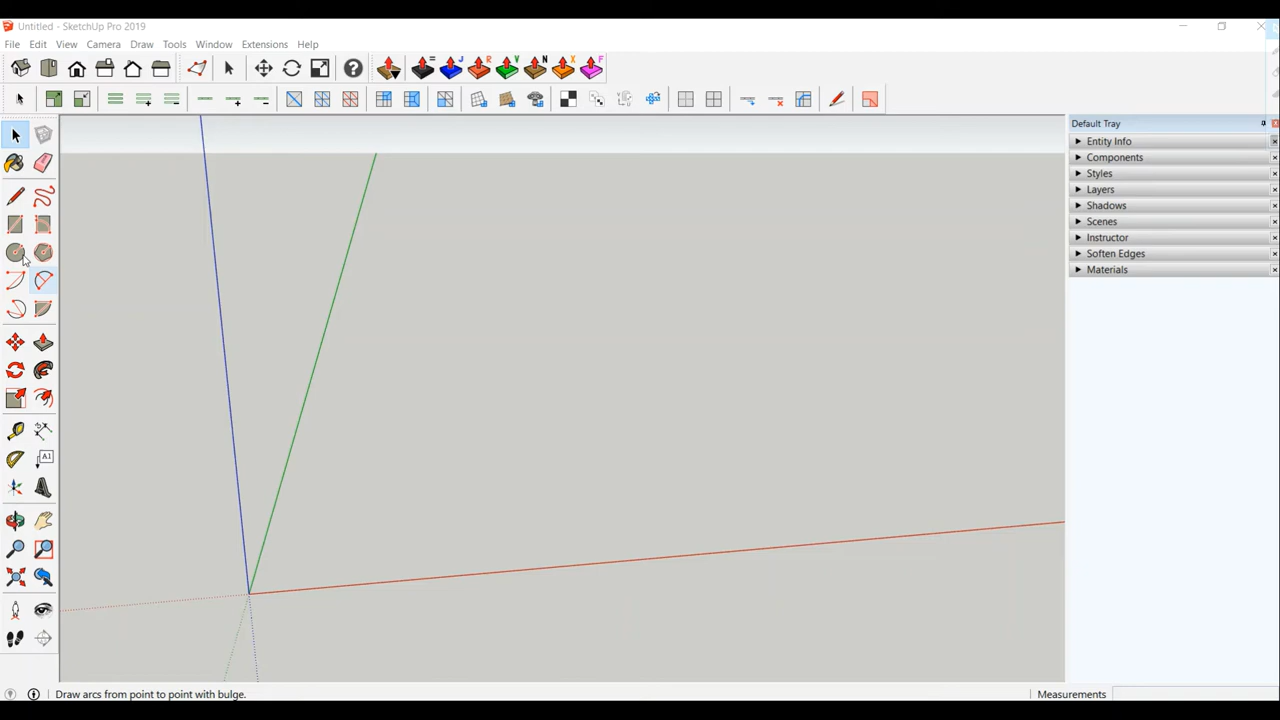 Untitled - SketchUp Pro 2019
File Edit View Camera Draw Tools Window Extensions Help
= J R V N X F
Default Tray
Entity Info
Components
Styles
Layers
Shadows
Scenes
Instructor
Soften Edges
Materials
A1
Draw arcs from point to point with bulge.
Measurements